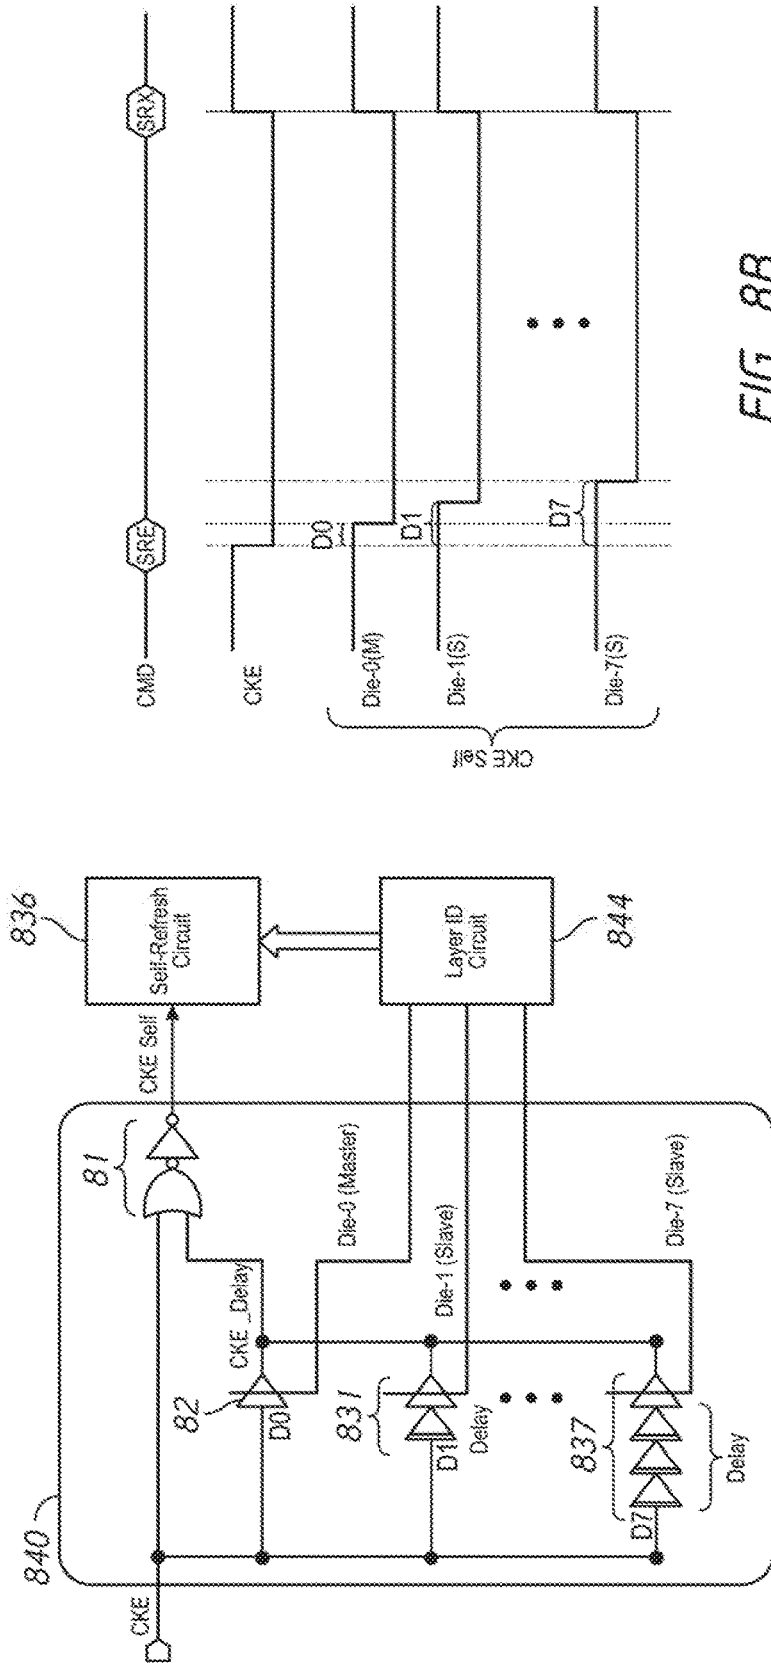 840
CKE
81
CKE Self
836
Self-Refresh
Circuit
CKE _Delay
82
D0
Die-0 (Master)
831
D1
Delay
Die-1 (Slave)
Layer ID
Circuit
844
837
D7
Delay
Die-7 (Slave)
CMD
SRE
SRX
CKE
Die-0(M)
D0
Die-1(S)
D1
Die-7(S)
D7
CKE Self
FIG. 8B